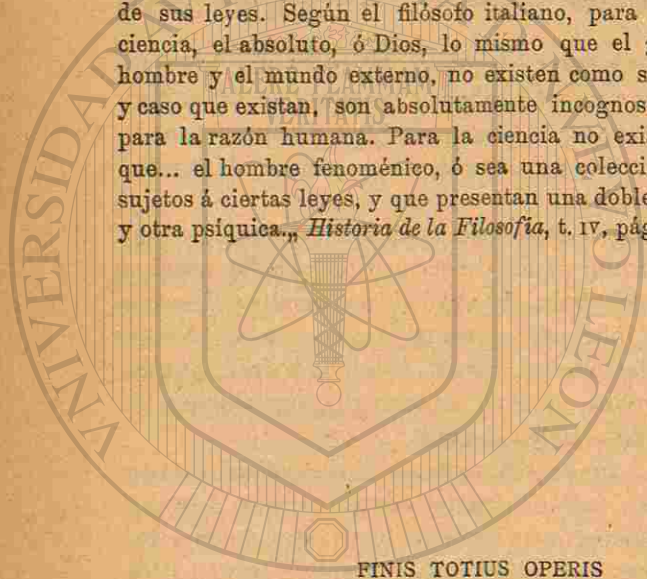 de sus leyes. Según el filósofo italiano, para
ciencia, el absoluto, ó Dios, lo mismo que el
hombre y el mundo externo, no existen como s
y caso que existan, son absolutamente incognos
para la razón humana. Para la ciencia no exi
que... el hombre fenoménico, ó sea una colecci
sujetos á ciertas leyes, y que presentan una doble
y otra psíquica.„ Historia de la Filosofía, t. IV, pág
ALERE FLAMMAM
VERITATIS
FINIS TOTIUS OPERIS